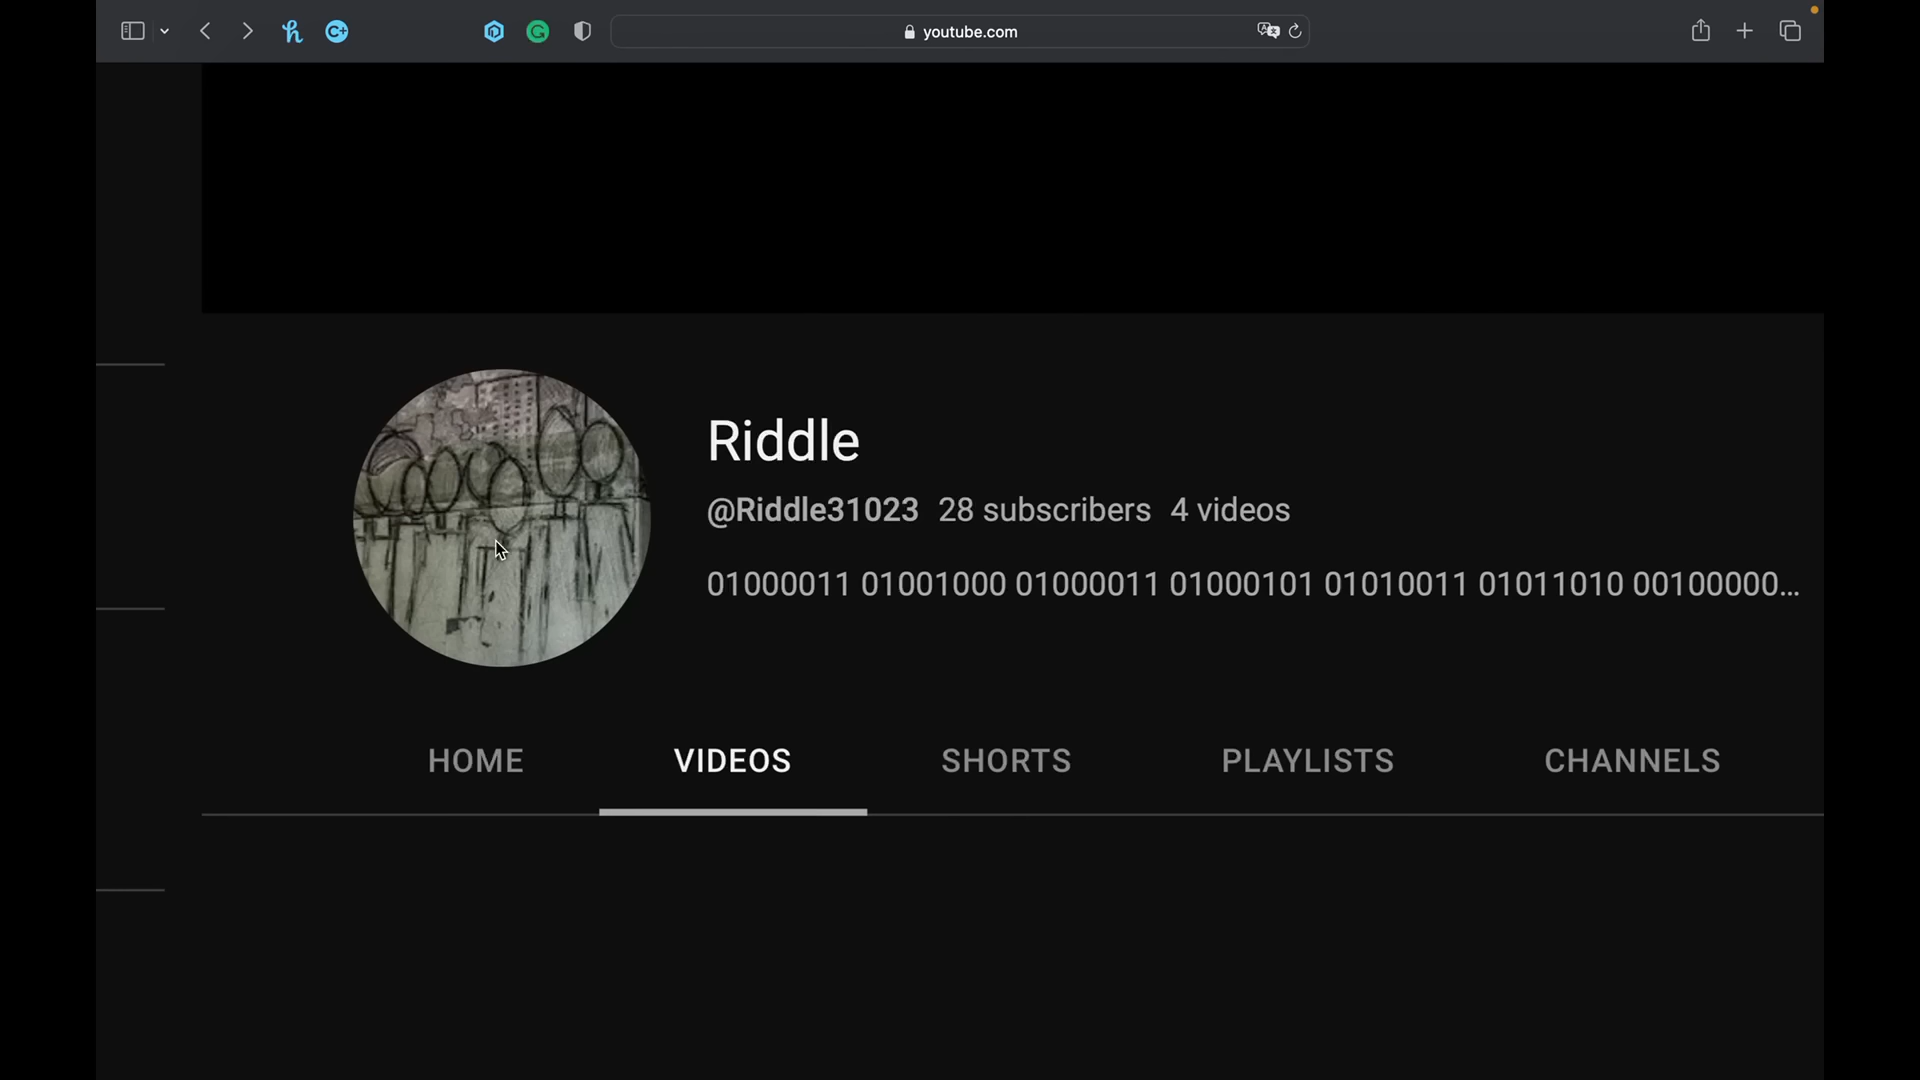 youtube.com
Riddle
@Riddle31023 28 subscribers 4 videos
01000011 01001000 01000011 01000101 01010011 01011010 00100000...
HOME VIDEOS SHORTS PLAYLISTS CHANNELS